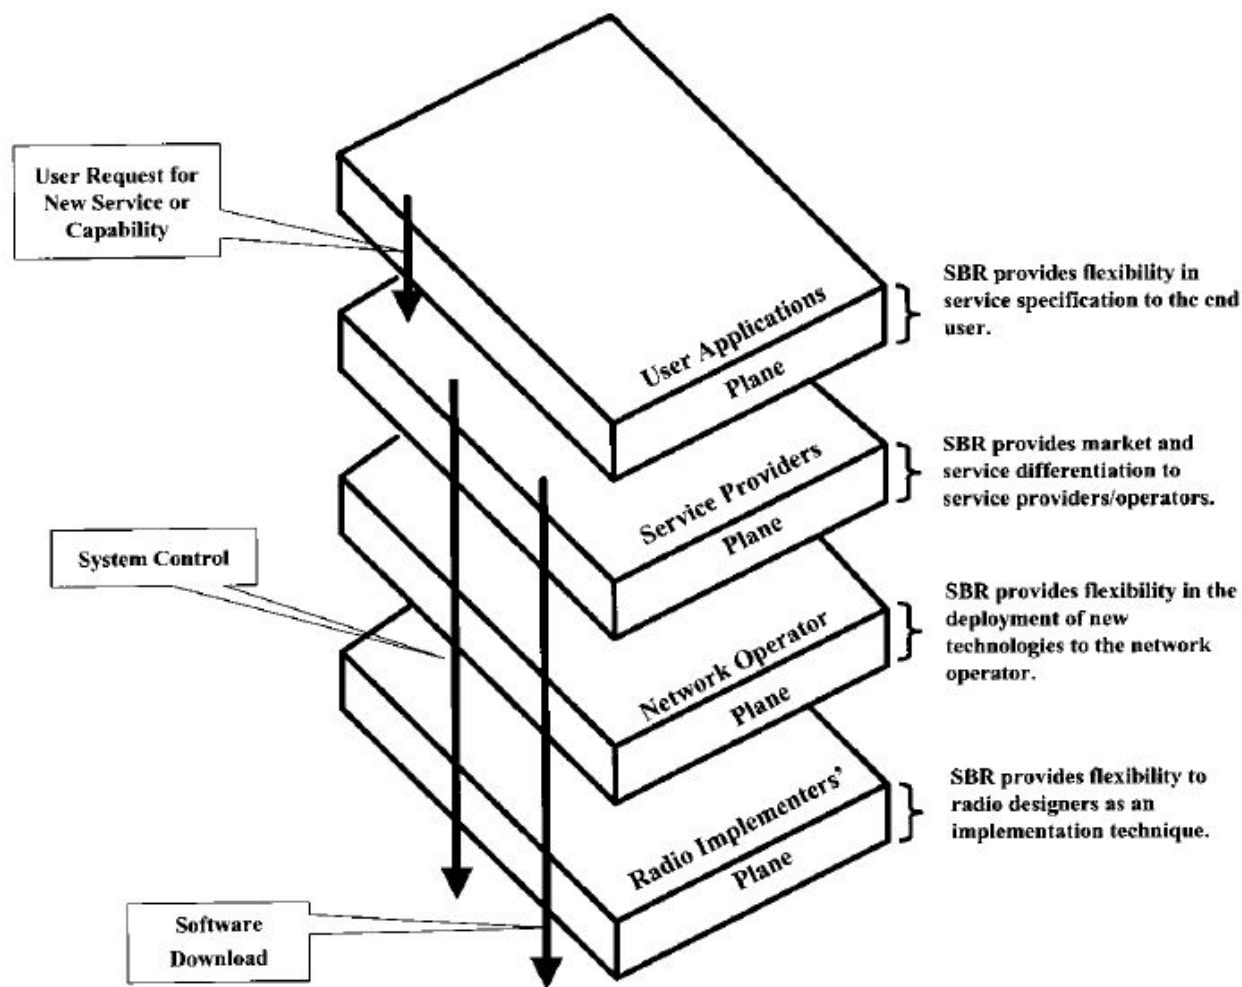 User Request for
New Service or
Capability
SBR provides flexibility in
service specification to thc cnd
user.
User Applications
Plane
SBR provides market and
service differentiation to
service providers/operators.
Service Providers
Plane
System Control
SBR provides flexibility in the
deployment of new
technologies to the network
operator.
Network Operator
Plane
SBR provides flexibility to
radio designers as an
implementation technique.
Radio Implementers’
Plane
Software
Download